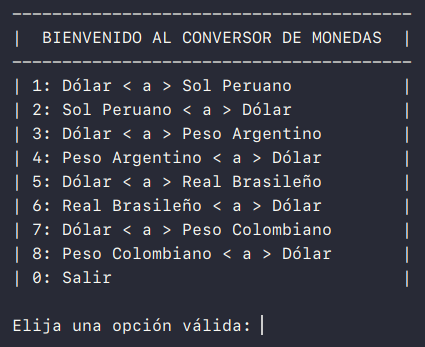 ----------------------------------------
|  BIENVENIDO AL CONVERSOR DE MONEDAS  |
----------------------------------------
| 1: Dólar < a > Sol Peruano           |
| 2: Sol Peruano < a > Dólar           |
| 3: Dólar < a > Peso Argentino        |
| 4: Peso Argentino < a > Dólar        |
| 5: Dólar < a > Real Brasileño        |
| 6: Real Brasileño < a > Dólar        |
| 7: Dólar < a > Peso Colombiano       |
| 8: Peso Colombiano < a > Dólar       |
| 0: Salir                             |
Elija una opción válida: